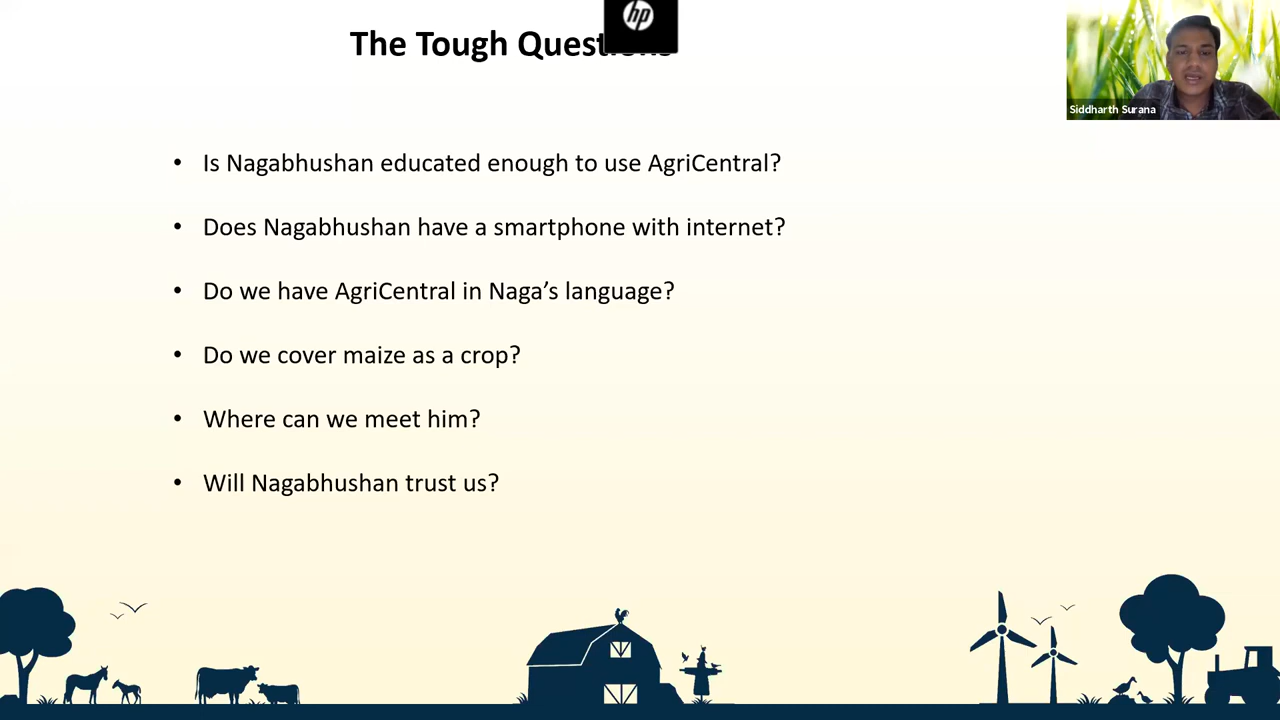 hp
The Tough Questions
Siddharth Surana
• Is Nagabhushan educated enough to use AgriCentral?
• Does Nagabhushan have a smartphone with internet?
• Do we have AgriCentral in Naga’s language?
• Do we cover maize as a crop?
• Where can we meet him?
• Will Nagabhushan trust us?